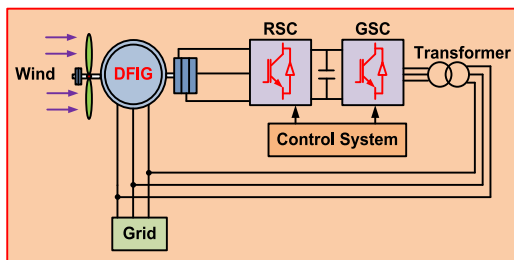 RSC
GSC
Transformer
Wind
DFIG
Control System
Grid